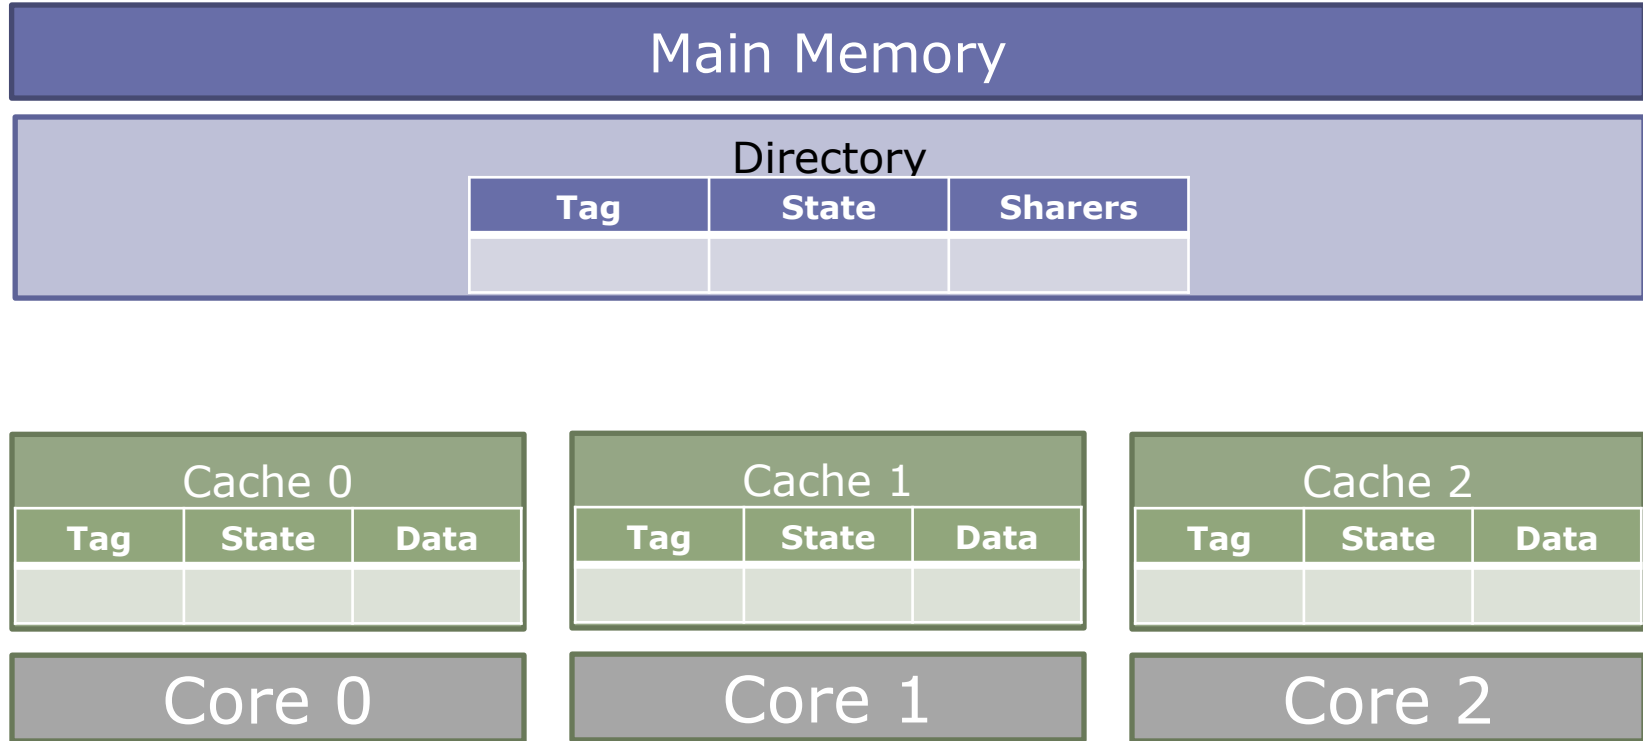 Main Memory
Directory
Tag State Sharers
Cache 0 Cache 1 Cache 2
Tag State Data Tag State Data Tag State Data
Core 0 Core 1 Core 2